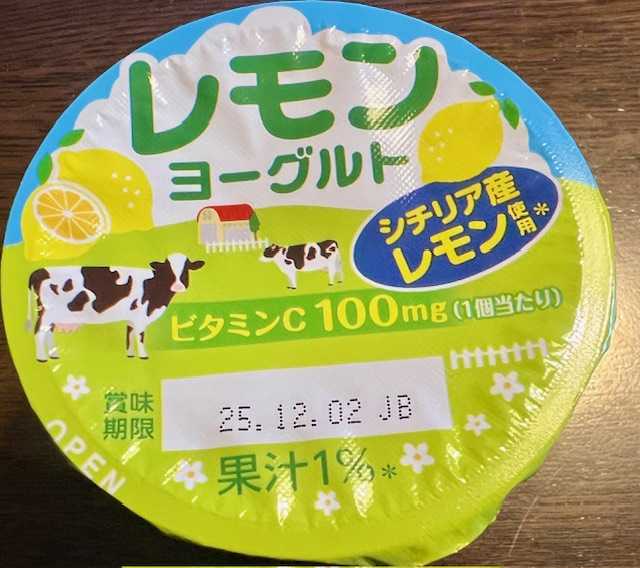 レモン
ヨーグルト
シチリア産
レモン使用*
ビタミンC 100mg(1個当たり)
賞味
期限
25.12.02 JB
OPEN
果汁1%*